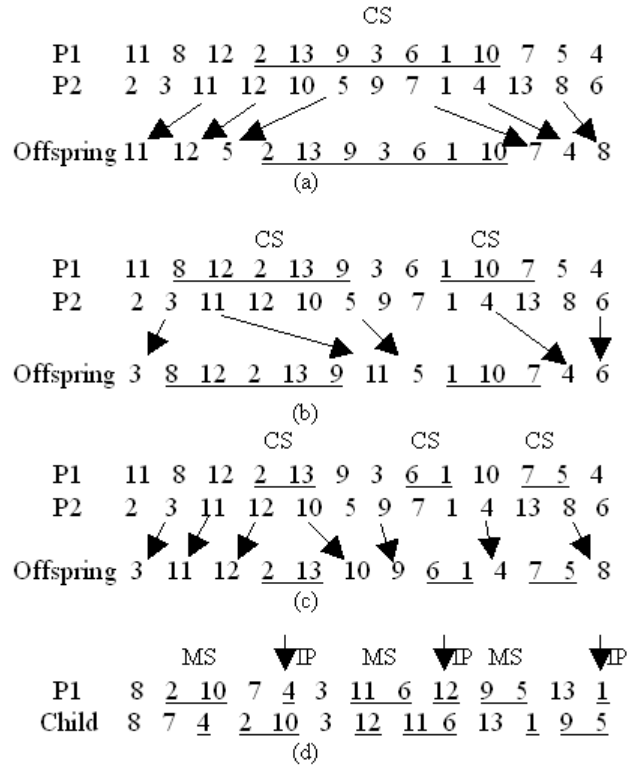 CS
P1 11 8 12 2 13 9 3 6 1 10 7 5 4
P2 2 3 11 12 10 5 9 7 1 4 13 8 6
Offspring 11 12 5 2 13 9 3 6 1 10 7 4 8
(a)
CS CS
P1 11 8 12 2 13 9 3 6 1 10 7 5 4
P2 2 3 11 12 10 5 9 7 1 4 13 8 6
Offspring 3 8 12 2 13 9 11 5 1 10 7 4 6
(b)
CS CS CS
P1 11 8 12 2 13 9 3 6 1 10 7 5 4
P2 2 3 11 12 10 5 9 7 1 4 13 8 6
Offspring 3 11 12 2 13 10 9 6 1 4 7 5 8
(c)
MS IP MS IP MS IP
P1 8 2 10 7 4 3 11 6 12 9 5 13 1
Child 8 7 4 2 10 3 12 11 6 13 1 9 5
(d)